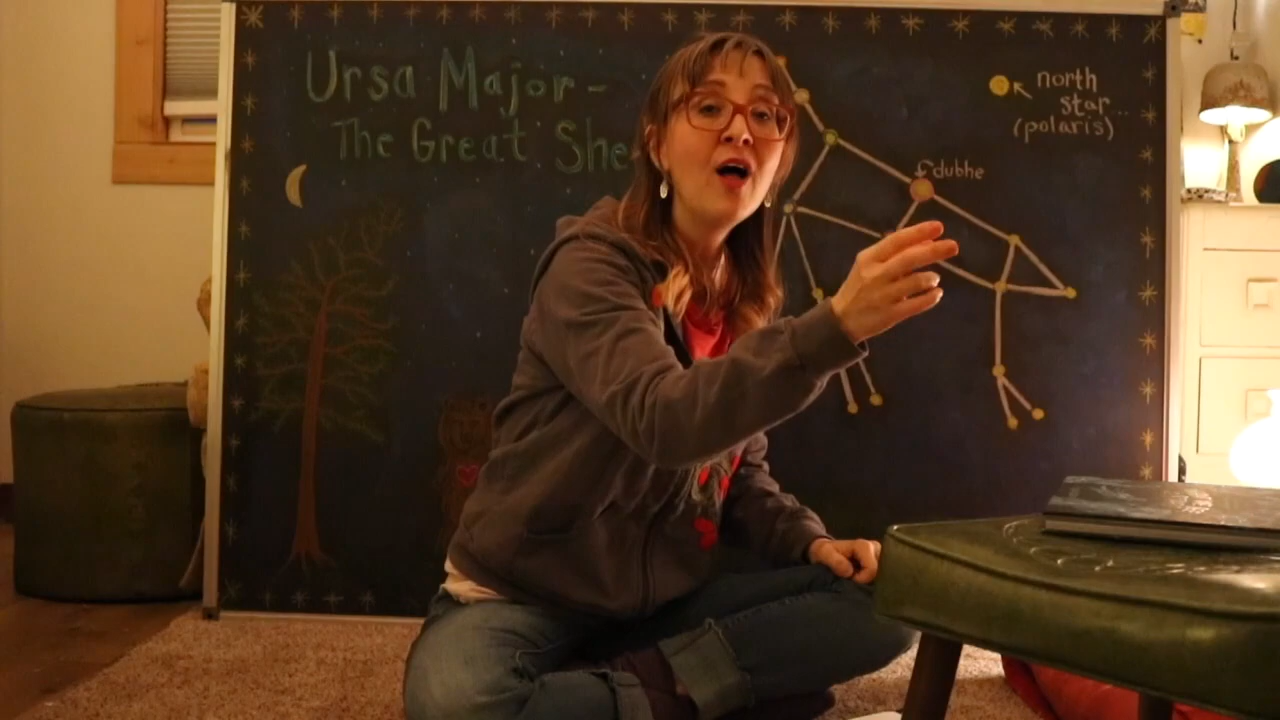 Ursa Major -
The Great She
north
star...
(polaris)
dubhe